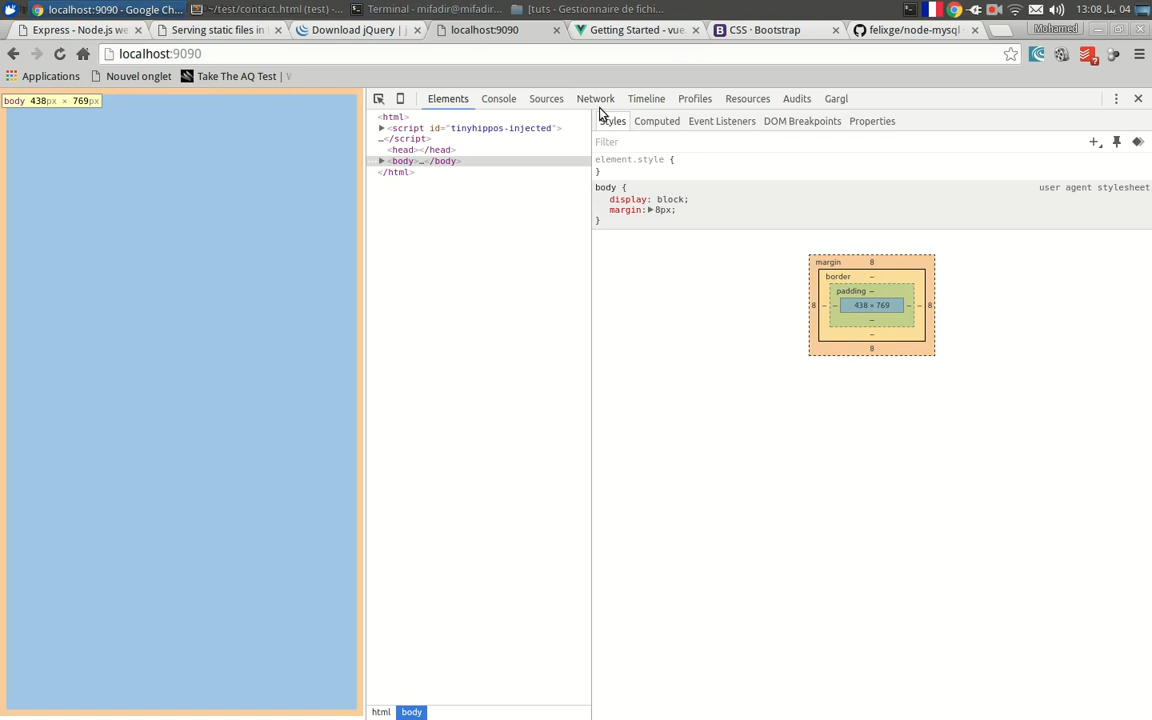 localhost:9090 - Google Ch...
~/test/contact.html (test) -...
Terminal - mifadir@mifadir...
[tuts - Gestionnaire de fichi...
13:08 ,04 يناـ
Express - Node.js we
Serving static files in
Download jQuery |
localhost:9090
Getting Started - vue.
CSS · Bootstrap
felixge/node-mysql
Mohamed
localhost:9090
Applications
Nouvel onglet
Take The AQ Test |
body 438px × 769px
Elements
Console
Sources
Network
Timeline
Profiles
Resources
Audits
Gargl
<html>
<script id="tinyhippos-injected">
…</script>
<head></head>
<body>…</body>
</html>
Styles
Computed
Event Listeners
DOM Breakpoints
Properties
Filter
element.style {
}
body {
user agent stylesheet
display: block;
margin: 8px;
}
margin 8
border –
padding –
8 – – 438 × 769 – – 8
–
–
8
html
body